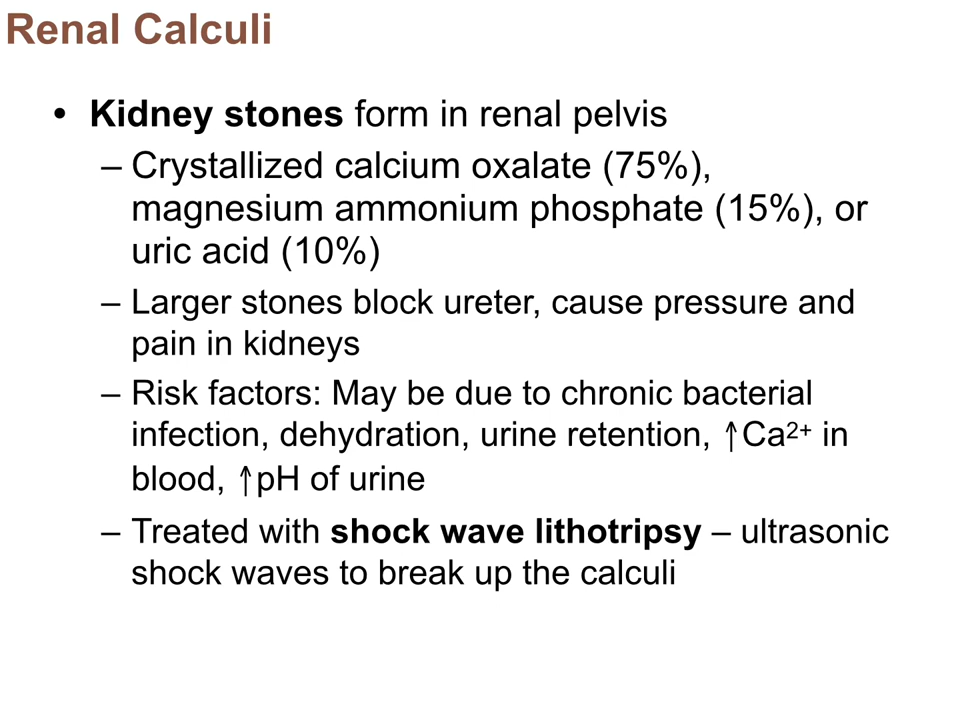 Renal Calculi
• Kidney stones form in renal pelvis
– Crystallized calcium oxalate (75%),
magnesium ammonium phosphate (15%), or
uric acid (10%)
– Larger stones block ureter, cause pressure and
pain in kidneys
– Risk factors: May be due to chronic bacterial
infection, dehydration, urine retention, ↑Ca²⁺ in
blood, ↑pH of urine
– Treated with shock wave lithotripsy – ultrasonic
shock waves to break up the calculi